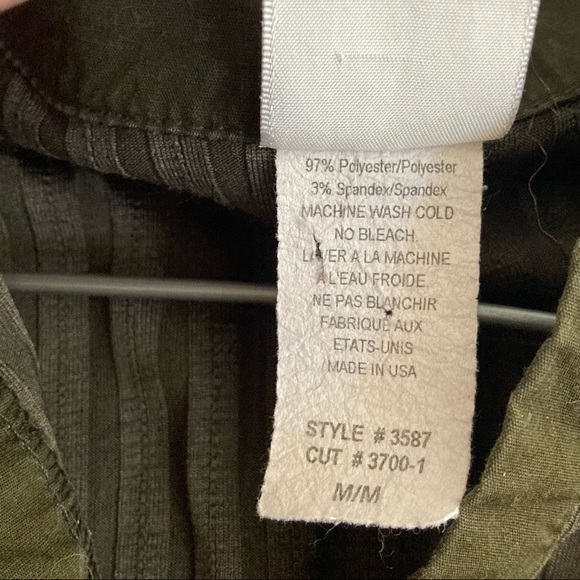 97% Polyester/Polyester
3% Spandex/Spandex
MACHINE WASH COLD
NO BLEACH.
LAVER A LA MACHINE
A L'EAU FROIDE.
NE PAS BLANCHIR
FABRIQUE AUX
ETATS-UNIS
MADE IN USA
STYLE # 3587
CUT # 3700-1
M/M